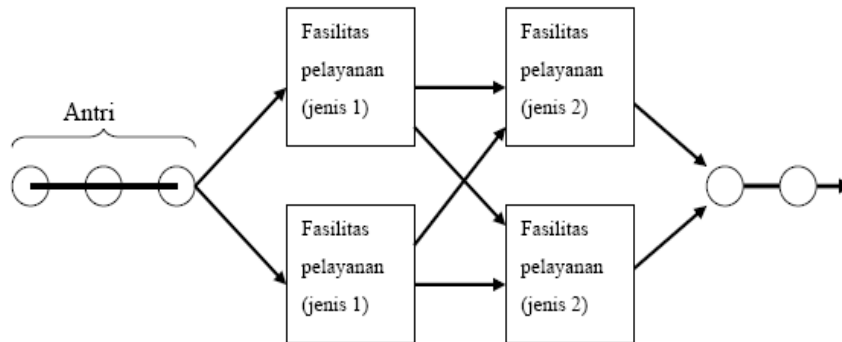 Antri
Fasilitas
pelayanan
(jenis 1)
Fasilitas
pelayanan
(jenis 2)
Fasilitas
pelayanan
(jenis 1)
Fasilitas
pelayanan
(jenis 2)